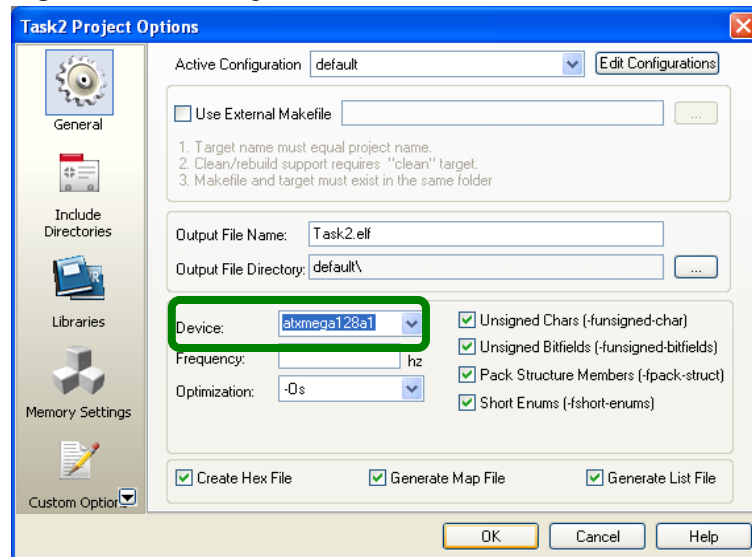 Task2 Project Options
Active Configuration default Edit Configurations
General
Use External Makefile ...
1. Target name must equal project name.
2. Clean/rebuild support requires "clean" target.
3. Makefile and target must exist in the same folder
Include
Directories
Output File Name: Task2.elf
Output File Directory: default\ ...
Libraries
Device: atxmega128a1
Unsigned Chars (-funsigned-char)
Frequency: hz
Unsigned Bitfields (-funsigned-bitfields)
Optimization: -Os
Pack Structure Members (-fpack-struct)
Short Enums (-fshort-enums)
Memory Settings
Create Hex File Generate Map File Generate List File
Custom Option
OK Cancel Help